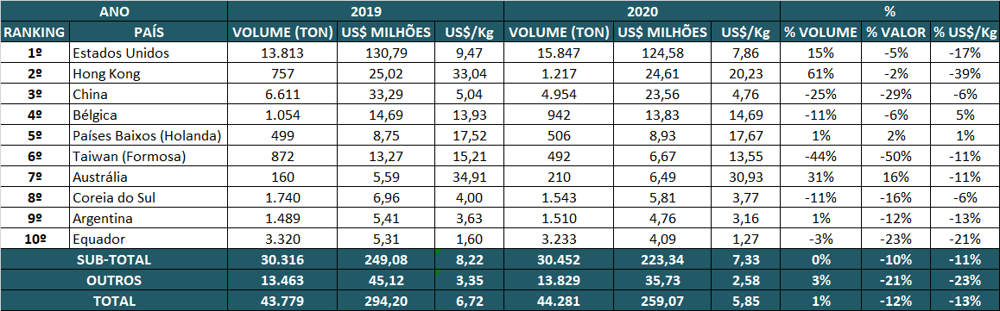 ANO 2019 2020 %
RANKING PAÍS VOLUME (TON) US$ MILHÕES US$/Kg VOLUME (TON) US$ MILHÕES US$/Kg % VOLUME % VALOR % US$/Kg
1º Estados Unidos 13.813 130,79 9,47 15.847 124,58 7,86 15% -5% -17%
2º Hong Kong 757 25,02 33,04 1.217 24,61 20,23 61% -2% -39%
3º China 6.611 33,29 5,04 4.954 23,56 4,76 -25% -29% -6%
4º Bélgica 1.054 14,69 13,93 942 13,83 14,69 -11% -6% 5%
5º Países Baixos (Holanda) 499 8,75 17,52 506 8,93 17,67 1% 2% 1%
6º Taiwan (Formosa) 872 13,27 15,21 492 6,67 13,55 -44% -50% -11%
7º Austrália 160 5,59 34,91 210 6,49 30,93 31% 16% -11%
8º Coreia do Sul 1.740 6,96 4,00 1.543 5,81 3,77 -11% -16% -6%
9º Argentina 1.489 5,41 3,63 1.510 4,76 3,16 1% -12% -13%
10º Equador 3.320 5,31 1,60 3.233 4,09 1,27 -3% -23% -21%
SUB-TOTAL 30.316 249,08 8,22 30.452 223,34 7,33 0% -10% -11%
OUTROS 13.463 45,12 3,35 13.829 35,73 2,58 3% -21% -23%
TOTAL 43.779 294,20 6,72 44.281 259,07 5,85 1% -12% -13%